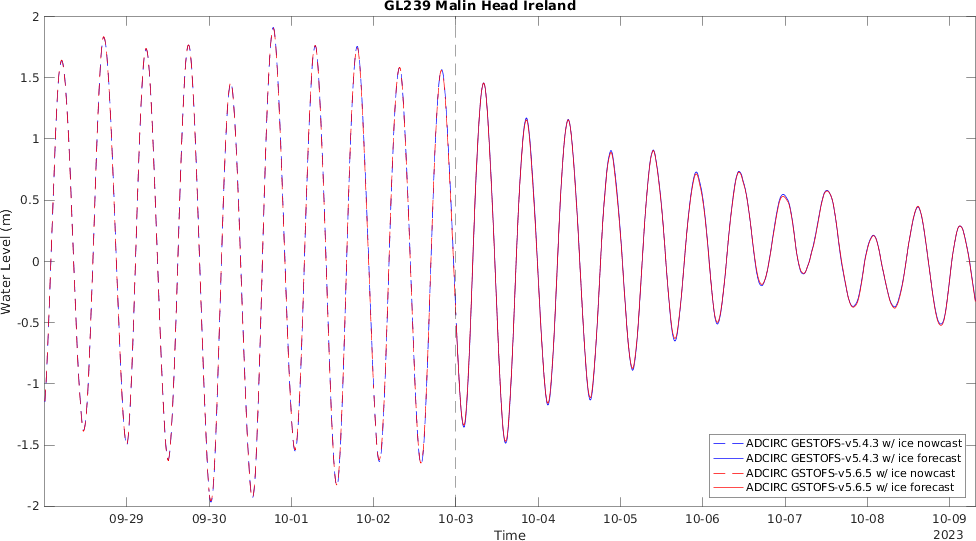 GL239 Malin Head Ireland
2
1.5
1
0.5
0
-0.5
-1
-1.5
-2
Water Level (m)
ADCIRC GESTOFS-v5.4.3 w/ ice nowcast
ADCIRC GESTOFS-v5.4.3 w/ ice forecast
ADCIRC GSTOFS-v5.6.5 w/ ice nowcast
ADCIRC GSTOFS-v5.6.5 w/ ice forecast
09-29 09-30 10-01 10-02 10-03 10-04 10-05 10-06 10-07 10-08 10-09
2023
Time